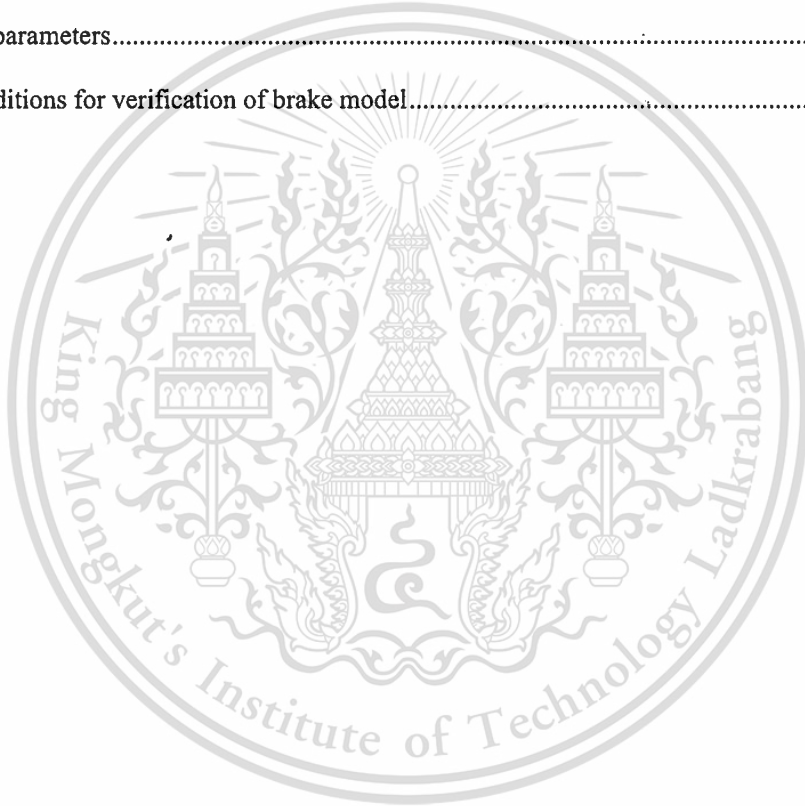 parameters
ditions for verification of brake model
King Mongkut's Institute of Technology Ladkrabang